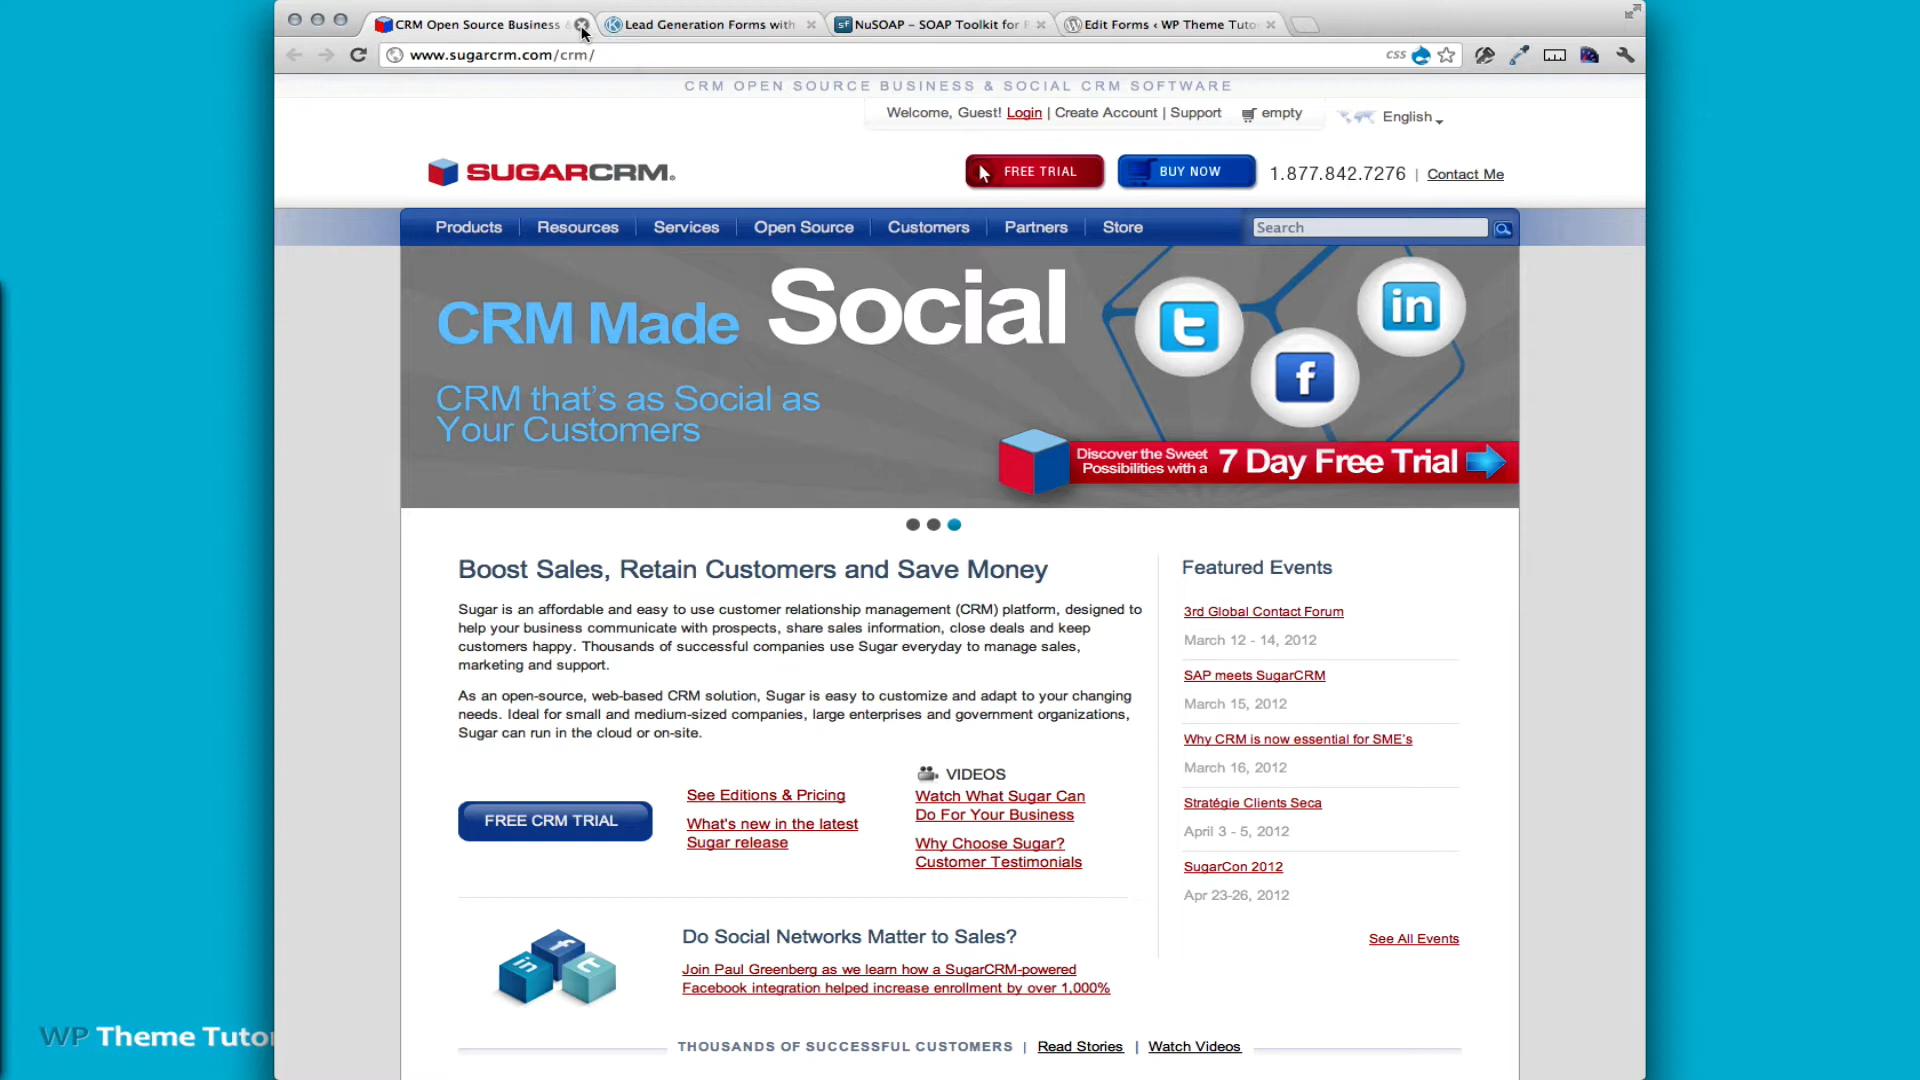 CRM Open Source Business &
Lead Generation Forms with
sf NuSOAP – SOAP Toolkit for P
Edit Forms ‹ WP Theme Tutor
www.sugarcrm.com/crm/
CSS
CRM OPEN SOURCE BUSINESS & SOCIAL CRM SOFTWARE
Welcome, Guest! Login | Create Account | Support empty English
SUGARCRM.
FREE TRIAL
BUY NOW
1.877.842.7276 | Contact Me
Products Resources Services Open Source Customers Partners Store Search
CRM Made Social
CRM that's as Social as
Your Customers
t
in
f
Discover the Sweet
Possibilities with a
7 Day Free Trial
Boost Sales, Retain Customers and Save Money
Sugar is an affordable and easy to use customer relationship management (CRM) platform, designed to
help your business communicate with prospects, share sales information, close deals and keep
customers happy. Thousands of successful companies use Sugar everyday to manage sales,
marketing and support.
As an open-source, web-based CRM solution, Sugar is easy to customize and adapt to your changing
needs. Ideal for small and medium-sized companies, large enterprises and government organizations,
Sugar can run in the cloud or on-site.
FREE CRM TRIAL
See Editions & Pricing
What's new in the latest
Sugar release
VIDEOS
Watch What Sugar Can
Do For Your Business
Why Choose Sugar?
Customer Testimonials
Featured Events
3rd Global Contact Forum
March 12 - 14, 2012
SAP meets SugarCRM
March 15, 2012
Why CRM is now essential for SME's
March 16, 2012
Stratégie Clients Seca
April 3 - 5, 2012
SugarCon 2012
Apr 23-26, 2012
See All Events
in f t
Do Social Networks Matter to Sales?
Join Paul Greenberg as we learn how a SugarCRM-powered
Facebook integration helped increase enrollment by over 1,000%
THOUSANDS OF SUCCESSFUL CUSTOMERS | Read Stories | Watch Videos
WP Theme Tutor